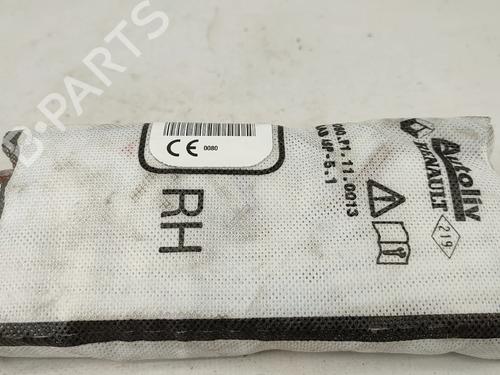 CE 0080
RH
Autoliv
RENAULT
219
B-PARTS